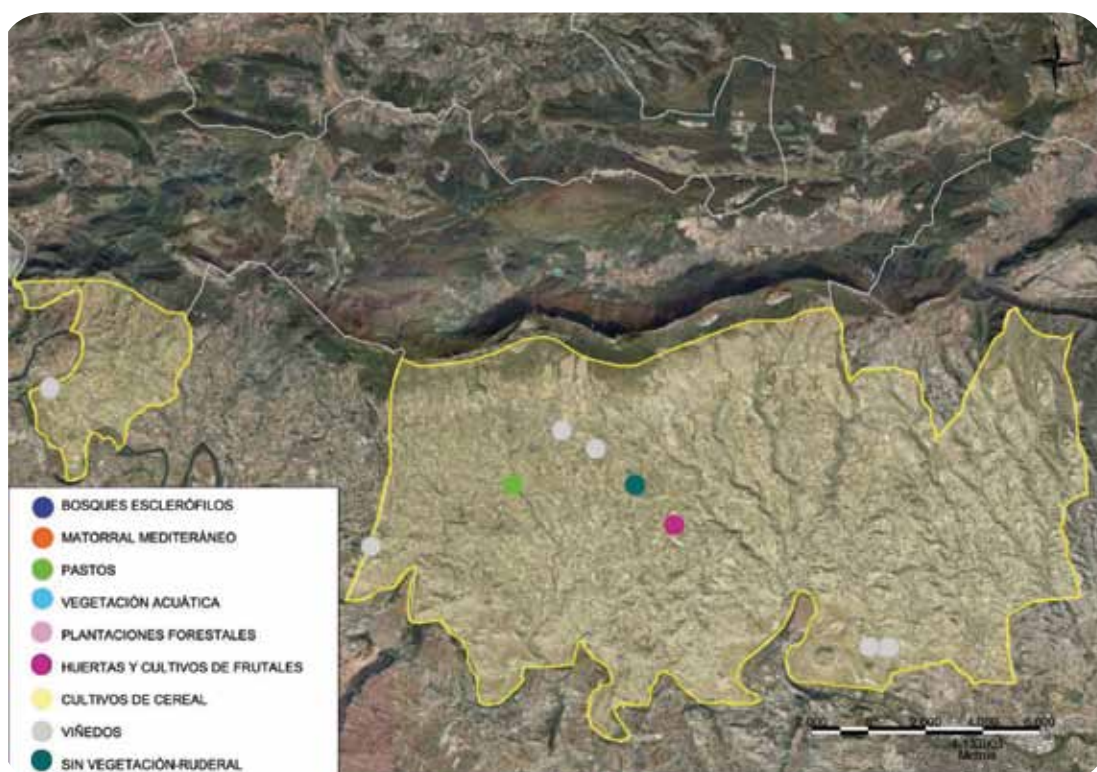 BOSQUES ESCLERÓFILOS
MATORRAL MEDITERÁNEO
PASTOS
VEGETACIÓN ACUÁTICA
PLANTACIONES FORESTALES
HUERTAS Y CULTIVOS DE FRUTALES
CULTIVOS DE CEREAL
VIÑEDOS
SIN VEGETACIÓN-RUDERAL
2.000 0 2.000 4.000 6.000
Metros